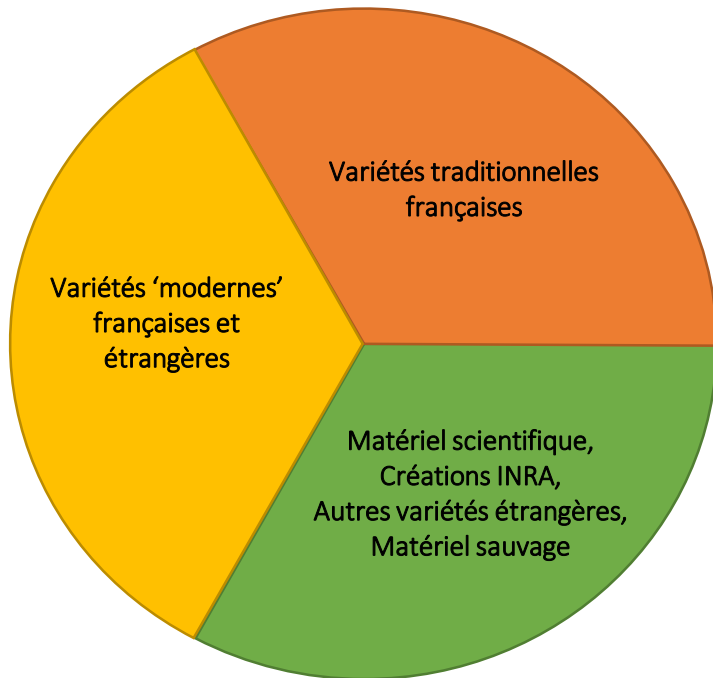 Variétés traditionnelles
françaises
Variétés ‘modernes’
françaises et
étrangères
Matériel scientifique,
Créations INRA,
Autres variétés étrangères,
Matériel sauvage